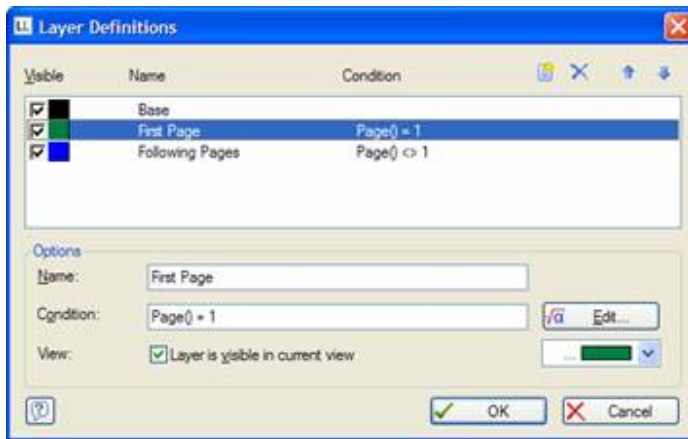 LL Layer Definitions
Visible Name Condition
Base
First Page Page() = 1
Following Pages Page() <> 1
Options
Name: First Page
Condition: Page() = 1 √α Edit...
View: Layer is visible in current view ...
? OK Cancel